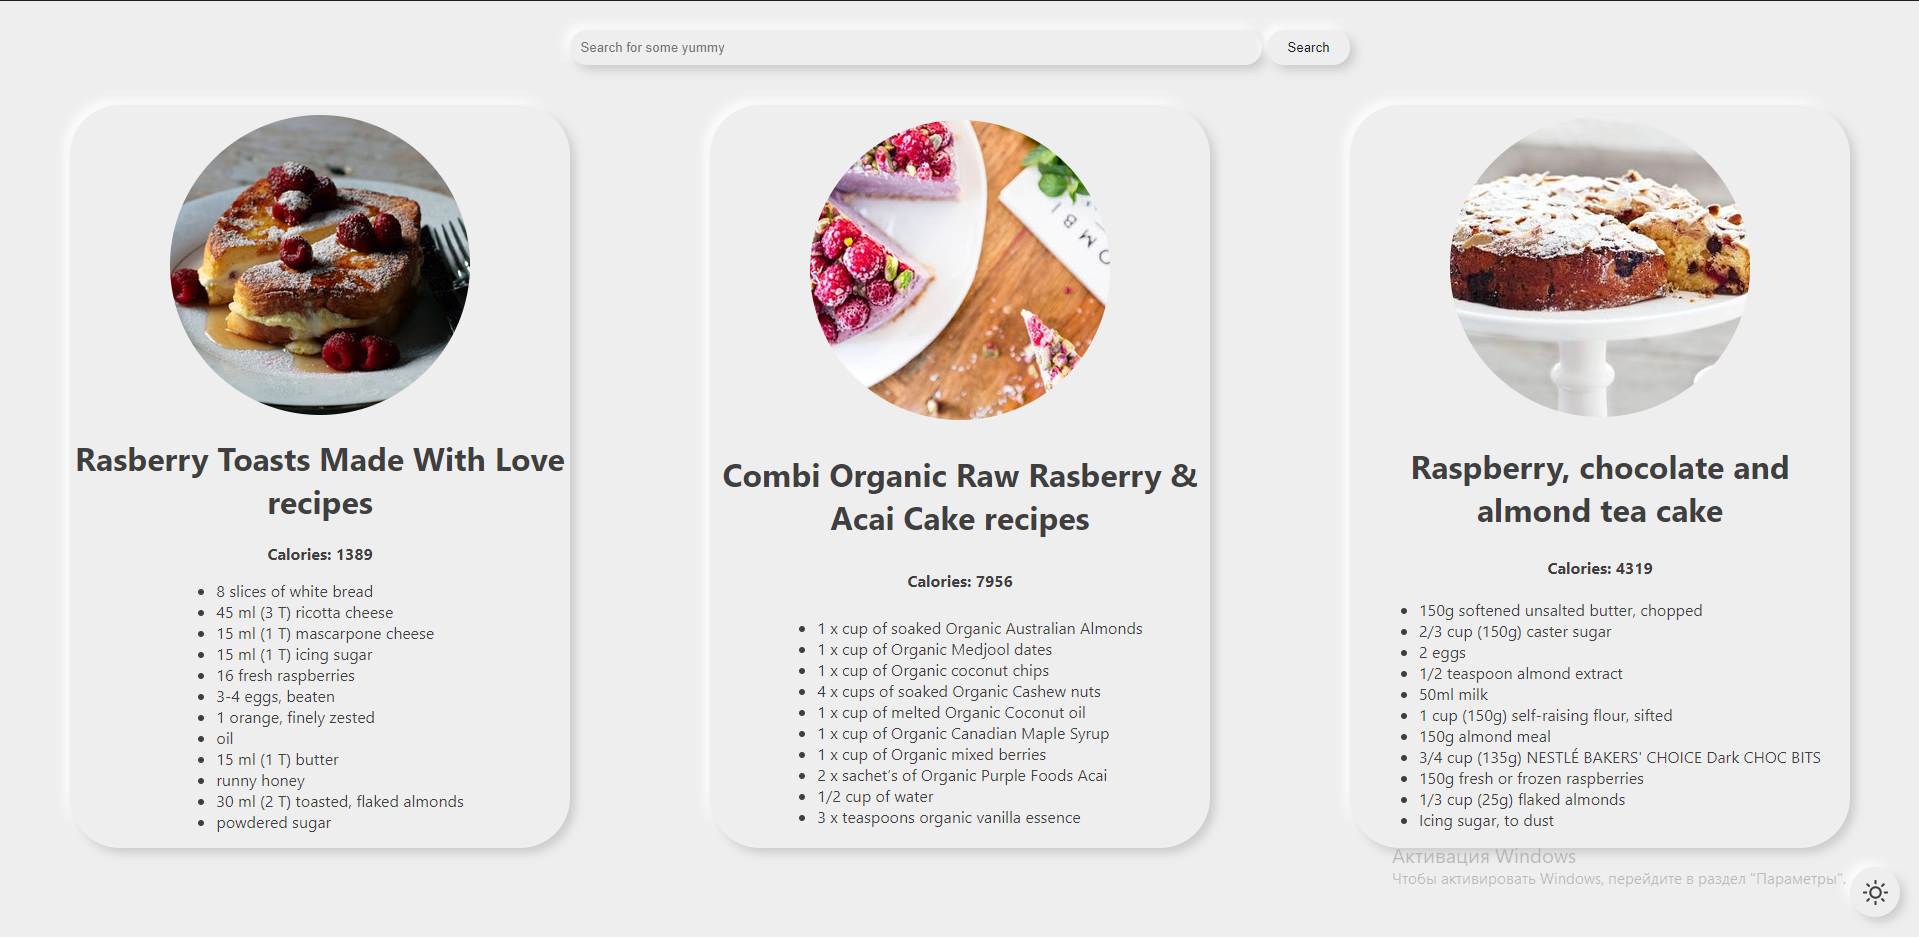 Search for some yummy
Search
OMBI
Rasberry Toasts Made With Love
recipes
Calories: 1389
8 slices of white bread
45 ml (3 T) ricotta cheese
15 ml (1 T) mascarpone cheese
15 ml (1 T) icing sugar
16 fresh raspberries
3-4 eggs, beaten
1 orange, finely zested
oil
15 ml (1 T) butter
runny honey
30 ml (2 T) toasted, flaked almonds
powdered sugar
Combi Organic Raw Rasberry &
Acai Cake recipes
Calories: 7956
1 x cup of soaked Organic Australian Almonds
1 x cup of Organic Medjool dates
1 x cup of Organic coconut chips
4 x cups of soaked Organic Cashew nuts
1 x cup of melted Organic Coconut oil
1 x cup of Organic Canadian Maple Syrup
1 x cup of Organic mixed berries
2 x sachet's of Organic Purple Foods Acai
1/2 cup of water
3 x teaspoons organic vanilla essence
Raspberry, chocolate and
almond tea cake
Calories: 4319
150g softened unsalted butter, chopped
2/3 cup (150g) caster sugar
2 eggs
1/2 teaspoon almond extract
50ml milk
1 cup (150g) self-raising flour, sifted
150g almond meal
3/4 cup (135g) NESTLÉ BAKERS' CHOICE Dark CHOC BITS
150g fresh or frozen raspberries
1/3 cup (25g) flaked almonds
Icing sugar, to dust
Активация Windows
Чтобы активировать Windows, перейдите в раздел "Параметры".